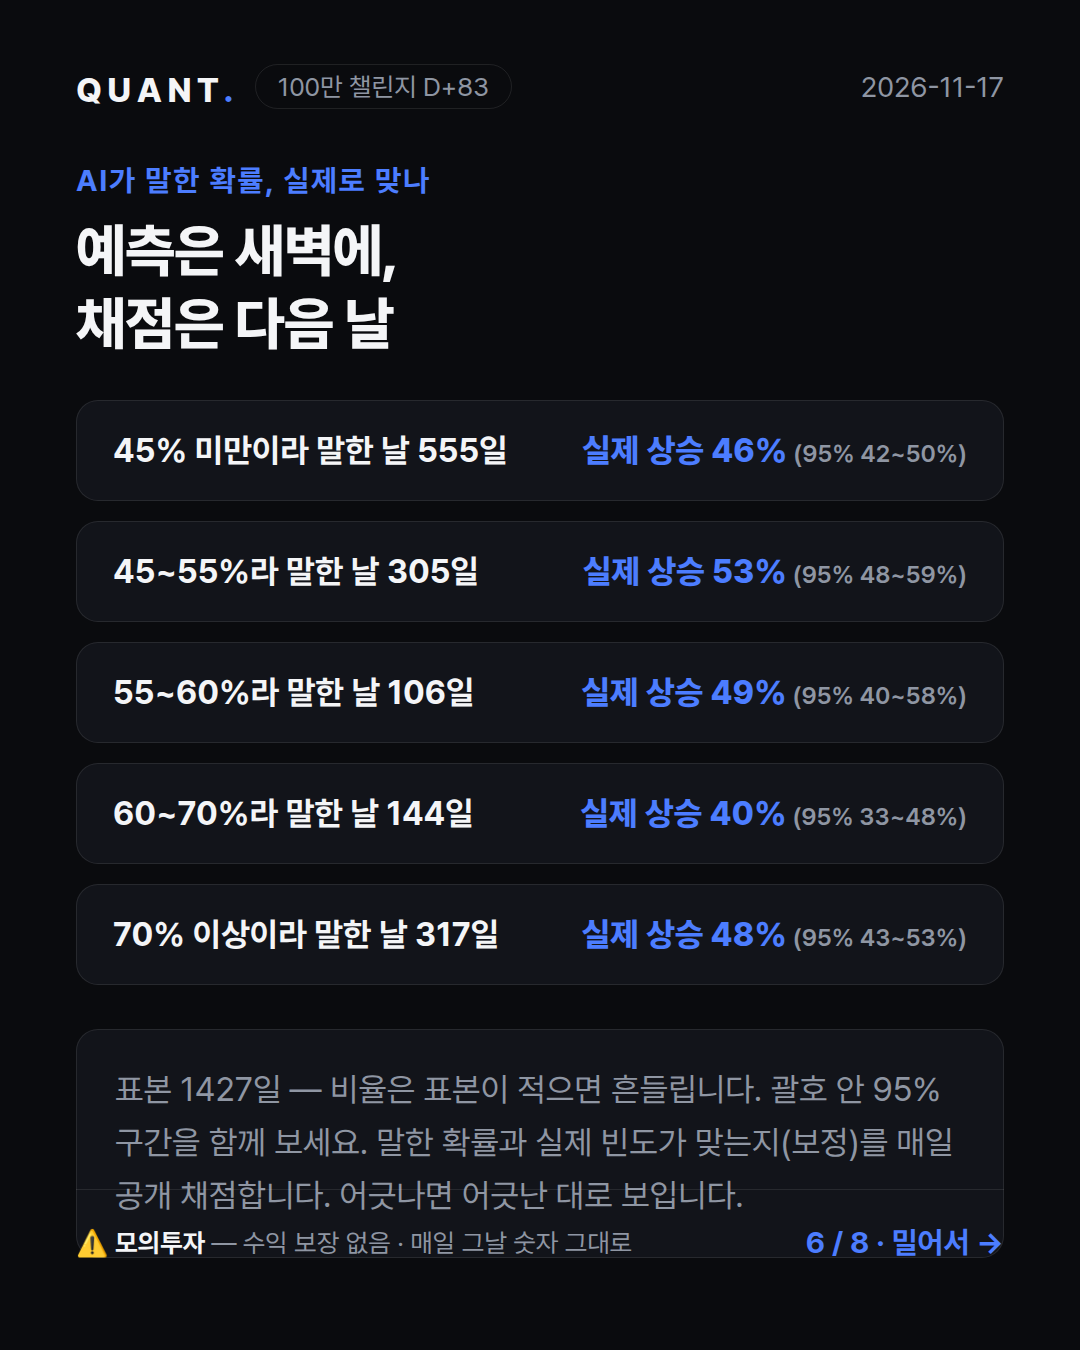 QUANT. 100만 챌린지 D+83 2026-11-17
AI가 말한 확률, 실제로 맞나
예측은 새벽에,
채점은 다음 날
45% 미만이라 말한 날 555일 실제 상승 46% (95% 42~50%)
45~55%라 말한 날 305일 실제 상승 53% (95% 48~59%)
55~60%라 말한 날 106일 실제 상승 49% (95% 40~58%)
60~70%라 말한 날 144일 실제 상승 40% (95% 33~48%)
70% 이상이라 말한 날 317일 실제 상승 48% (95% 43~53%)
표본 1427일 — 비율은 표본이 적으면 흔들립니다. 괄호 안 95%
구간을 함께 보세요. 말한 확률과 실제 빈도가 맞는지(보정)를 매일
공개 채점합니다. 어긋나면 어긋난 대로 보입니다.
⚠️ 모의투자 — 수익 보장 없음 · 매일 그날 숫자 그대로 6 / 8 · 밀어서 →